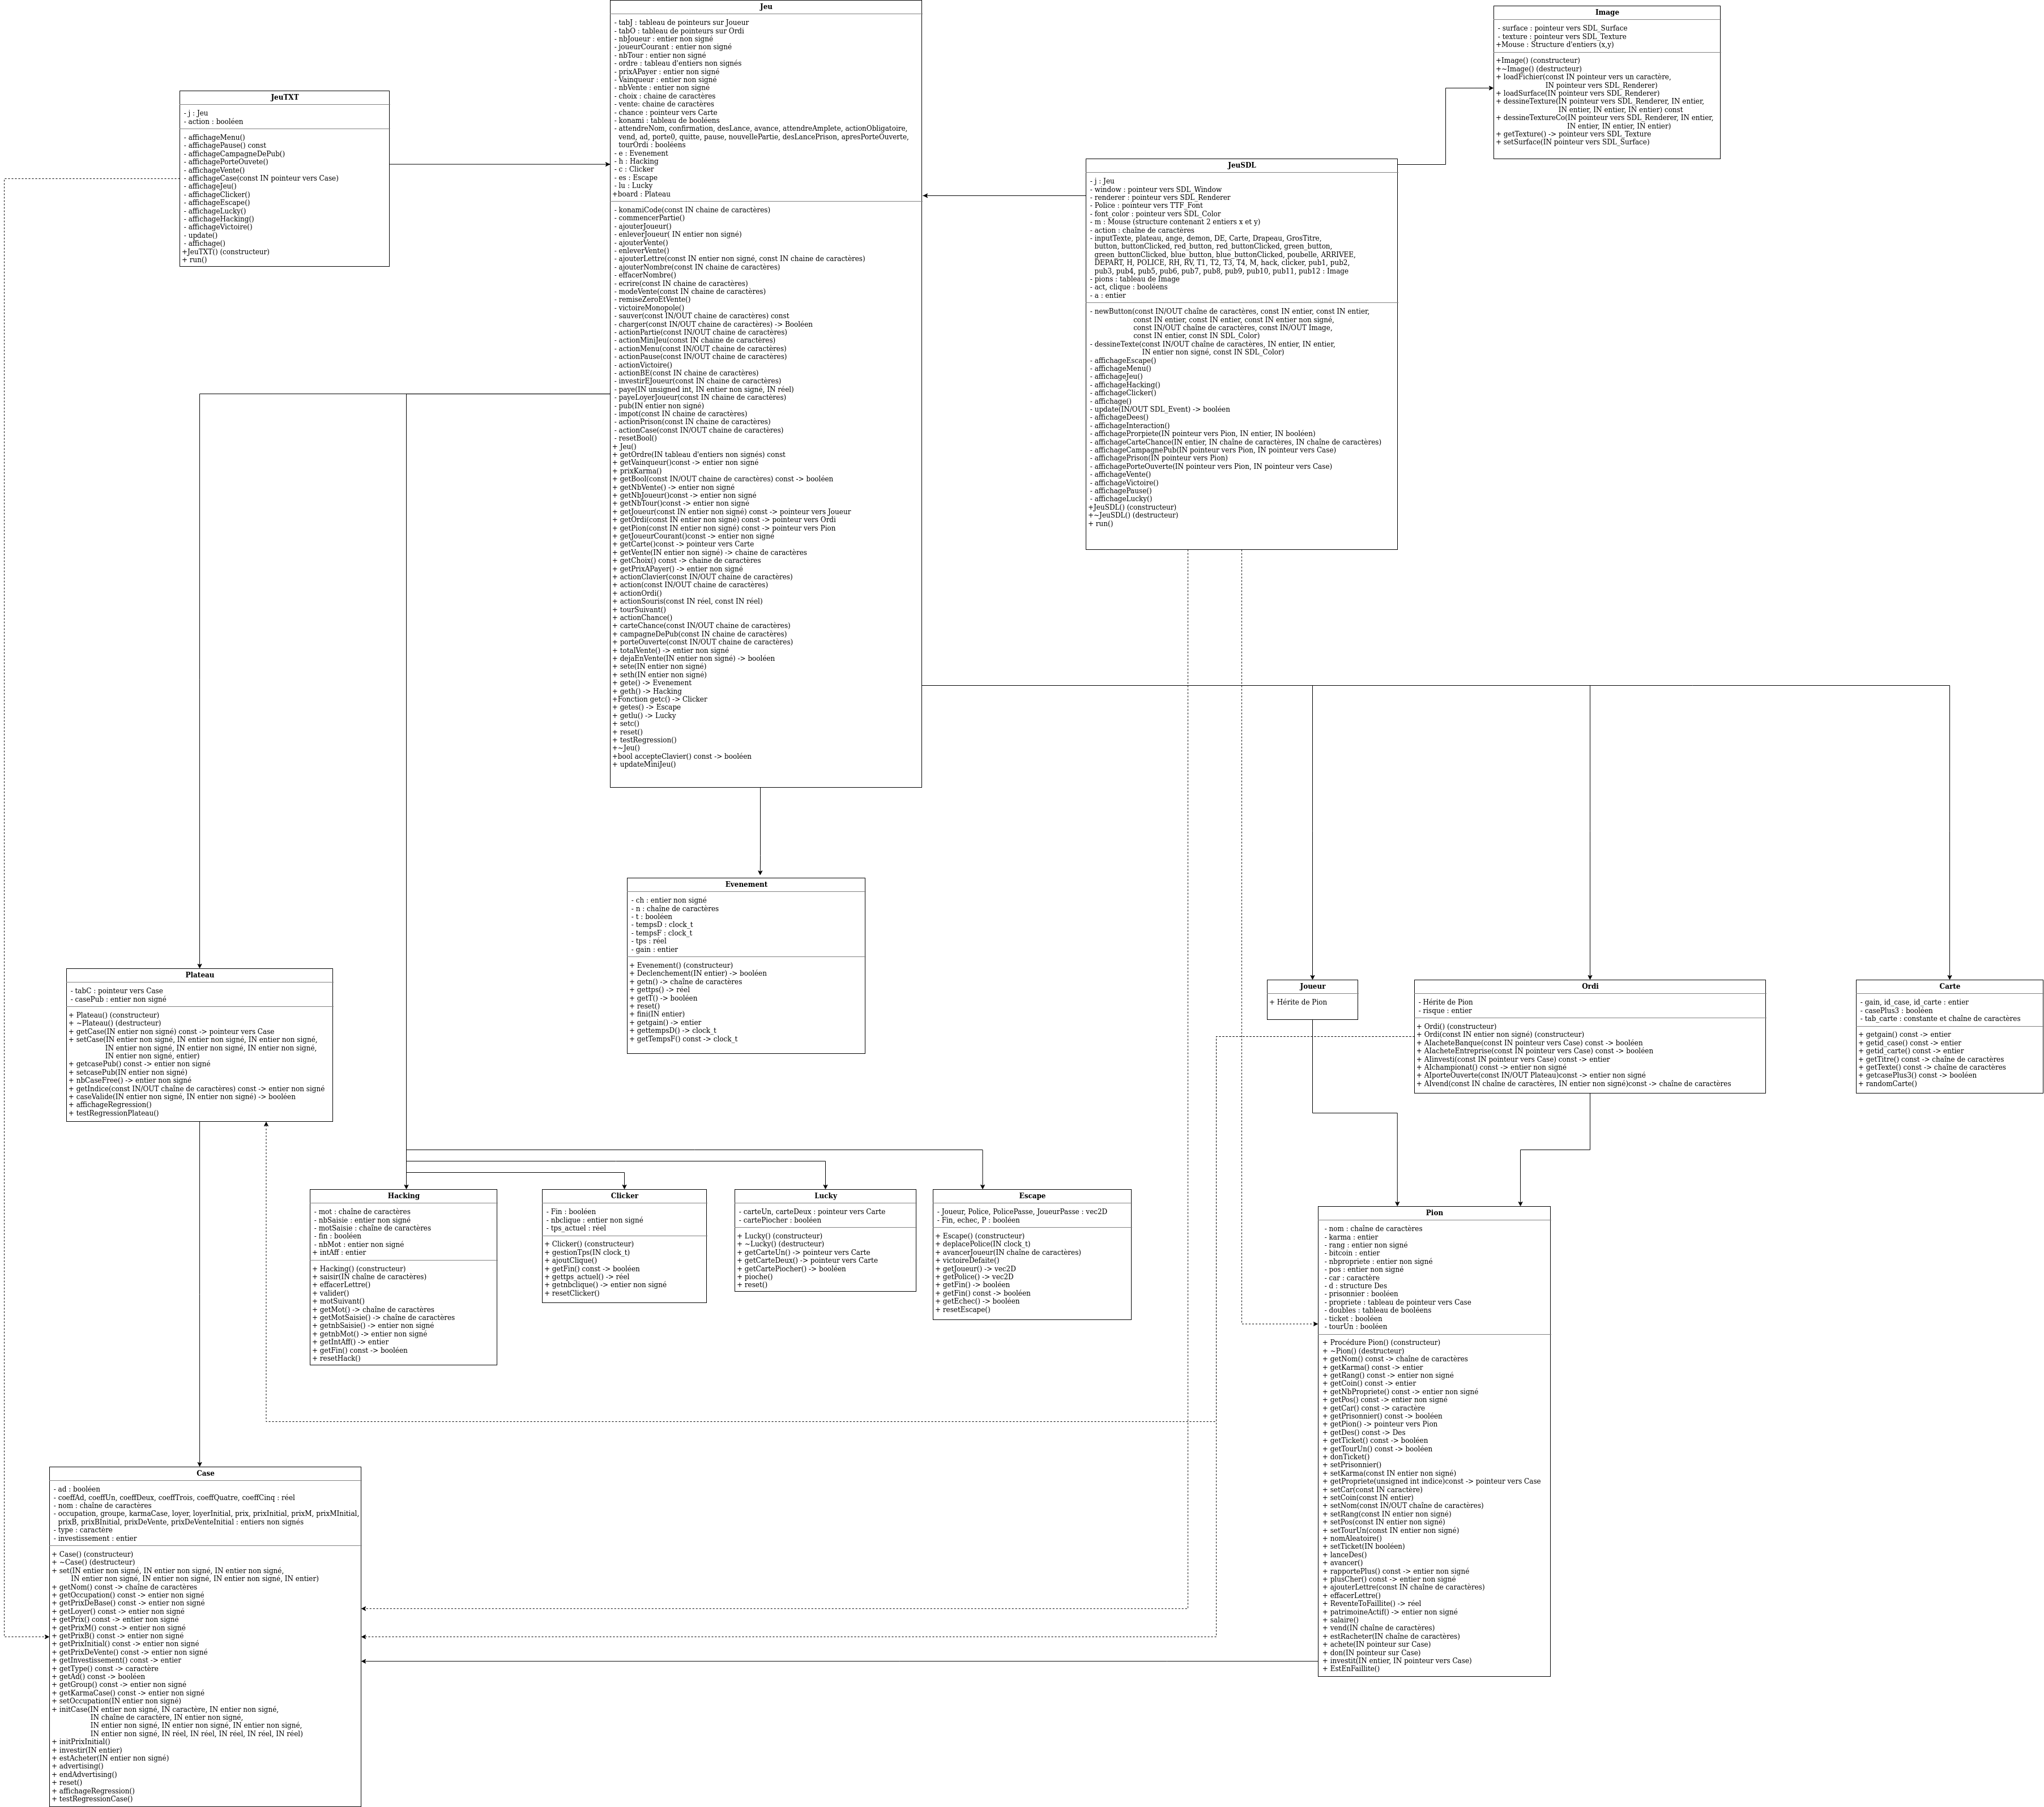 Jeu
- tabJ : tableau de pointeurs sur Joueur
- tabO : tableau de pointeurs sur Ordi
- nbJoueur : entier non signé
- joueurCourant : entier non signé
- nbTour : entier non signé
- ordre : tableau d'entiers non signés
- prixAPayer : entier non signé
- Vainqueur : entier non signé
- nbVente : entier non signé
- choix : chaine de caractères
- vente: chaine de caractères
- chance : pointeur vers Carte
- konami : tableau de booléens
- attendreNom, confirmation, desLance, avance, attendreAmplete, actionObligatoire,
vend, ad, porte0, quitte, pause, nouvellePartie, desLancePrison, apresPorteOuverte,
tourOrdi : booléens
- e : Evenement
- h : Hacking
- c : Clicker
- es : Escape
- lu : Lucky
+board : Plateau
- konamiCode(const IN chaine de caractères)
- commencerPartie()
- ajouterJoueur()
- enleverJoueur( IN entier non signé)
- ajouterVente()
- enleverVente()
- ajouterLettre(const IN entier non signé, const IN chaine de caractères)
- ajouterNombre(const IN chaine de caractères)
- effacerNombre()
- ecrire(const IN chaine de caractères)
- modeVente(const IN chaine de caractères)
- remiseZeroEtVente()
- victoireMonopole()
- sauver(const IN/OUT chaine de caractères) const
- charger(const IN/OUT chaine de caractères) -> Booléen
- actionPartie(const IN/OUT chaine de caractères)
- actionMiniJeu(const IN chaine de caractères)
- actionMenu(const IN/OUT chaine de caractères)
- actionPause(const IN/OUT chaine de caractères)
- actionVictoire()
- actionBE(const IN chaine de caractères)
- investirEJoueur(const IN chaine de caractères)
- paye(IN unsigned int, IN entier non signé, IN réel)
- payeLoyerJoueur(const IN chaine de caractères)
- pub(IN entier non signé)
- impot(const IN chaine de caractères)
- actionPrison(const IN chaine de caractères)
- actionCase(const IN/OUT chaine de caractères)
- resetBool()
+ Jeu()
+ getOrdre(IN tableau d'entiers non signés) const
+ getVainqueur()const -> entier non signé
+ prixKarma()
+ getBool(const IN/OUT chaine de caractères) const -> booléen
+ getNbVente() -> entier non signé
+ getNbJoueur()const -> entier non signé
+ getNbTour()const -> entier non signé
+ getJoueur(const IN entier non signé) const -> pointeur vers Joueur
+ getOrdi(const IN entier non signé) const -> pointeur vers Ordi
+ getPion(const IN entier non signé) const -> pointeur vers Pion
+ getJoueurCourant()const -> entier non signé
+ getCarte()const -> pointeur vers Carte
+ getVente(IN entier non signé) -> chaine de caractères
+ getChoix() const -> chaine de caractères
+ getPrixAPayer() -> entier non signé
+ actionClavier(const IN/OUT chaine de caractères)
+ action(const IN/OUT chaine de caractères)
+ actionOrdi()
+ actionSouris(const IN réel, const IN réel)
+ tourSuivant()
+ actionChance()
+ carteChance(const IN/OUT chaine de caractères)
+ campagneDePub(const IN chaine de caractères)
+ porteOuverte(const IN/OUT chaine de caractères)
+ totalVente() -> entier non signé
+ dejaEnVente(IN entier non signé) -> booléen
+ sete(IN entier non signé)
+ seth(IN entier non signé)
+ gete() -> Evenement
+ geth() -> Hacking
+Fonction getc() -> Clicker
+ getes() -> Escape
+ getlu() -> Lucky
+ setc()
+ reset()
+ testRegression()
+~Jeu()
+bool accepteClavier() const -> booléen
+ updateMiniJeu()
Image
- surface : pointeur vers SDL_Surface
- texture : pointeur vers SDL_Texture
+Mouse : Structure d'entiers (x,y)
+Image() (constructeur)
+~Image() (destructeur)
+ loadFichier(const IN pointeur vers un caractère,
IN pointeur vers SDL_Renderer)
+ loadSurface(IN pointeur vers SDL_Renderer)
+ dessineTexture(IN pointeur vers SDL_Renderer, IN entier,
IN entier, IN entier, IN entier) const
+ dessineTextureCo(IN pointeur vers SDL_Renderer, IN entier,
IN entier, IN entier, IN entier)
+ getTexture() -> pointeur vers SDL_Texture
+ setSurface(IN pointeur vers SDL_Surface)
JeuTXT
- j : Jeu
- action : booléen
- affichageMenu()
- affichagePause() const
- affichageCampagneDePub()
- affichagePorteOuvete()
- affichageVente()
- affichageCase(const IN pointeur vers Case)
- affichageJeu()
- affichageClicker()
- affichageEscape()
- affichageLucky()
- affichageHacking()
- affichageVictoire()
- update()
- affichage()
+JeuTXT() (constructeur)
+ run()
JeuSDL
- j : Jeu
- window : pointeur vers SDL_Window
- renderer : pointeur vers SDL_Renderer
- Police : pointeur vers TTF_Font
- font_color : pointeur vers SDL_Color
- m : Mouse (structure contenant 2 entiers x et y)
- action : chaîne de caractères
- inputTexte, plateau, ange, demon, DE, Carte, Drapeau, GrosTitre,
button, buttonClicked, red_button, red_buttonClicked, green_button,
green_buttonClicked, blue_button, blue_buttonClicked, poubelle, ARRIVEE,
DEPART, H, POLICE, RH, RV, T1, T2, T3, T4, M, hack, clicker, pub1, pub2,
pub3, pub4, pub5, pub6, pub7, pub8, pub9, pub10, pub11, pub12 : Image
- pions : tableau de Image
- act, clique : booléens
- a : entier
- newButton(const IN/OUT chaîne de caractères, const IN entier, const IN entier,
const IN entier, const IN entier, const IN entier non signé,
const IN/OUT chaîne de caractères, const IN/OUT Image,
const IN entier, const IN SDL_Color)
- dessineTexte(const IN/OUT chaîne de caractères, IN entier, IN entier,
IN entier non signé, const IN SDL_Color)
- affichageEscape()
- affichageMenu()
- affichageJeu()
- affichageHacking()
- affichageClicker()
- affichage()
- update(IN/OUT SDL_Event) -> booléen
- affichageDees()
- affichageInteraction()
- affichageProrpiete(IN pointeur vers Pion, IN entier, IN booléen)
- affichageCarteChance(IN entier, IN chaîne de caractères, IN chaîne de caractères)
- affichageCampagnePub(IN pointeur vers Pion, IN pointeur vers Case)
- affichagePrison(IN pointeur vers Pion)
- affichagePorteOuverte(IN pointeur vers Pion, IN pointeur vers Case)
- affichageVente()
- affichageVictoire()
- affichagePause()
- affichageLucky()
+JeuSDL() (constructeur)
+~JeuSDL() (destructeur)
+ run()
Evenement
- ch : entier non signé
- n : chaîne de caractères
- t : booléen
- tempsD : clock_t
- tempsF : clock_t
- tps : réel
- gain : entier
+ Evenement() (constructeur)
+ Declenchement(IN entier) -> booléen
+ getn() -> chaîne de caractères
+ gettps() -> réel
+ getT() -> booléen
+ reset()
+ fini(IN entier)
+ getgain() -> entier
+ gettempsD() -> clock_t
+ getTempsF() const -> clock_t
Plateau
- tabC : pointeur vers Case
- casePub : entier non signé
+ Plateau() (constructeur)
+ ~Plateau() (destructeur)
+ getCase(IN entier non signé) const -> pointeur vers Case
+ setCase(IN entier non signé, IN entier non signé, IN entier non signé,
IN entier non signé, IN entier non signé, IN entier non signé,
IN entier non signé, entier)
+ getcasePub() const -> entier non signé
+ setcasePub(IN entier non signé)
+ nbCaseFree() -> entier non signé
+ getIndice(const IN/OUT chaîne de caractères) const -> entier non signé
+ caseValide(IN entier non signé, IN entier non signé) -> booléen
+ affichageRegression()
+ testRegressionPlateau()
Joueur
+ Hérite de Pion
Ordi
- Hérite de Pion
- risque : entier
+ Ordi() (constructeur)
+ Ordi(const IN entier non signé) (constructeur)
+ AIacheteBanque(const IN pointeur vers Case) const -> booléen
+ AIacheteEntreprise(const IN pointeur vers Case) const -> booléen
+ AIinvesti(const IN pointeur vers Case) const -> entier
+ AIchampionat() const -> entier non signé
+ AIporteOuverte(const IN/OUT Plateau)const -> entier non signé
+ AIvend(const IN chaîne de caractères, IN entier non signé)const -> chaîne de caractères
Carte
- gain, id_case, id_carte : entier
- casePlus3 : booléen
- tab_carte : constante et chaîne de caractères
+ getgain() const -> entier
+ getid_case() const -> entier
+ getid_carte() const -> entier
+ getTitre() const -> chaîne de caractères
+ getTexte() const -> chaîne de caractères
+ getcasePlus3() const -> booléen
+ randomCarte()
Hacking
- mot : chaîne de caractères
- nbSaisie : entier non signé
- motSaisie : chaîne de caractères
- fin : booléen
- nbMot : entier non signé
+ intAff : entier
+ Hacking() (constructeur)
+ saisir(IN chaîne de caractères)
+ effacerLettre()
+ valider()
+ motSuivant()
+ getMot() -> chaîne de caractères
+ getMotSaisie() -> chaîne de caractères
+ getnbSaisie() -> entier non signé
+ getnbMot() -> entier non signé
+ getIntAff() -> entier
+ getFin() const -> booléen
+ resetHack()
Clicker
- Fin : booléen
- nbclique : entier non signé
- tps_actuel : réel
+ Clicker() (constructeur)
+ gestionTps(IN clock_t)
+ ajoutClique()
+ getFin() const -> booléen
+ gettps_actuel() -> réel
+ getnbclique() -> entier non signé
+ resetClicker()
Lucky
- carteUn, carteDeux : pointeur vers Carte
- cartePiocher : booléen
+ Lucky() (constructeur)
+ ~Lucky() (destructeur)
+ getCarteUn() -> pointeur vers Carte
+ getCarteDeux() -> pointeur vers Carte
+ getCartePiocher() -> booléen
+ pioche()
+ reset()
Escape
- Joueur, Police, PolicePasse, JoueurPasse : vec2D
- Fin, echec, P : booléen
+ Escape() (constructeur)
+ deplacePolice(IN clock_t)
+ avancerJoueur(IN chaîne de caractères)
+ victoireDefaite()
+ getJoueur() -> vec2D
+ getPolice() -> vec2D
+ getFin() -> booléen
+ getFin() const -> booléen
+ getEchec() -> booléen
+ resetEscape()
Pion
- nom : chaîne de caractères
- karma : entier
- rang : entier non signé
- bitcoin : entier
- nbpropriete : entier non signé
- pos : entier non signé
- car : caractère
- d : structure Des
- prisonnier : booléen
- propriete : tableau de pointeur vers Case
- doubles : tableau de booléens
- ticket : booléen
- tourUn : booléen
+ Procédure Pion() (constructeur)
+ ~Pion() (destructeur)
+ getNom() const -> chaîne de caractères
+ getKarma() const -> entier
+ getRang() const -> entier non signé
+ getCoin() const -> entier
+ getNbPropriete() const -> entier non signé
+ getPos() const -> entier non signé
+ getCar() const -> caractère
+ getPrisonnier() const -> booléen
+ getPion() -> pointeur vers Pion
+ getDes() const -> Des
+ getTicket() const -> booléen
+ getTourUn() const -> booléen
+ donTicket()
+ setPrisonnier()
+ setKarma(const IN entier non signé)
+ getPropriete(unsigned int indice)const -> pointeur vers Case
+ setCar(const IN caractère)
+ setCoin(const IN entier)
+ setNom(const IN/OUT chaîne de caractères)
+ setRang(const IN entier non signé)
+ setPos(const IN entier non signé)
+ setTourUn(const IN entier non signé)
+ nomAleatoire()
+ setTicket(IN booléen)
+ lanceDes()
+ avancer()
+ rapportePlus() const -> entier non signé
+ plusCher() const -> entier non signé
+ ajouterLettre(const IN chaîne de caractères)
+ effacerLettre()
+ ReventeToFaillite() -> réel
+ patrimoineActif() -> entier non signé
+ salaire()
+ vend(IN chaîne de caractères)
+ estRacheter(IN chaîne de caractères)
+ achete(IN pointeur sur Case)
+ don(IN pointeur sur Case)
+ investit(IN entier, IN pointeur vers Case)
+ EstEnFaillite()
Case
- ad : booléen
- coeffAd, coeffUn, coeffDeux, coeffTrois, coeffQuatre, coeffCinq : réel
- nom : chaîne de caractères
- occupation, groupe, karmaCase, loyer, loyerInitial, prix, prixInitial, prixM, prixMInitial,
prixB, prixBInitial, prixDeVente, prixDeVenteInitial : entiers non signés
- type : caractère
- investissement : entier
+ Case() (constructeur)
+ ~Case() (destructeur)
+ set(IN entier non signé, IN entier non signé, IN entier non signé,
IN entier non signé, IN entier non signé, IN entier non signé, IN entier)
+ getNom() const -> chaîne de caractères
+ getOccupation() const -> entier non signé
+ getPrixDeBase() const -> entier non signé
+ getLoyer() const -> entier non signé
+ getPrix() const -> entier non signé
+ getPrixM() const -> entier non signé
+ getPrixB() const -> entier non signé
+ getPrixInitial() const -> entier non signé
+ getPrixDeVente() const -> entier non signé
+ getInvestissement() const -> entier
+ getType() const -> caractère
+ getAd() const -> booléen
+ getGroup() const -> entier non signé
+ getKarmaCase() const -> entier non signé
+ setOccupation(IN entier non signé)
+ initCase(IN entier non signé, IN caractère, IN entier non signé,
IN chaîne de caractère, IN entier non signé,
IN entier non signé, IN entier non signé, IN entier non signé,
IN entier non signé, IN réel, IN réel, IN réel, IN réel, IN réel)
+ initPrixInitial()
+ investir(IN entier)
+ estAcheter(IN entier non signé)
+ advertising()
+ endAdvertising()
+ reset()
+ affichageRegression()
+ testRegressionCase()